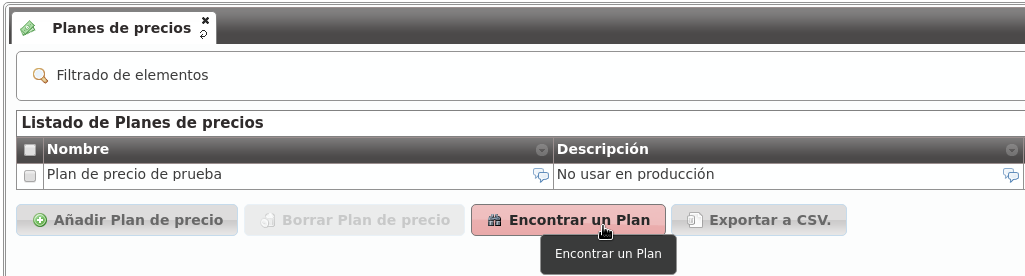 Planes de precios
Filtrado de elementos
Listado de Planes de precios
Nombre Descripción
Plan de precio de prueba No usar en producción
Añadir Plan de precio Borrar Plan de precio Encontrar un Plan Exportar a CSV.
Encontrar un Plan